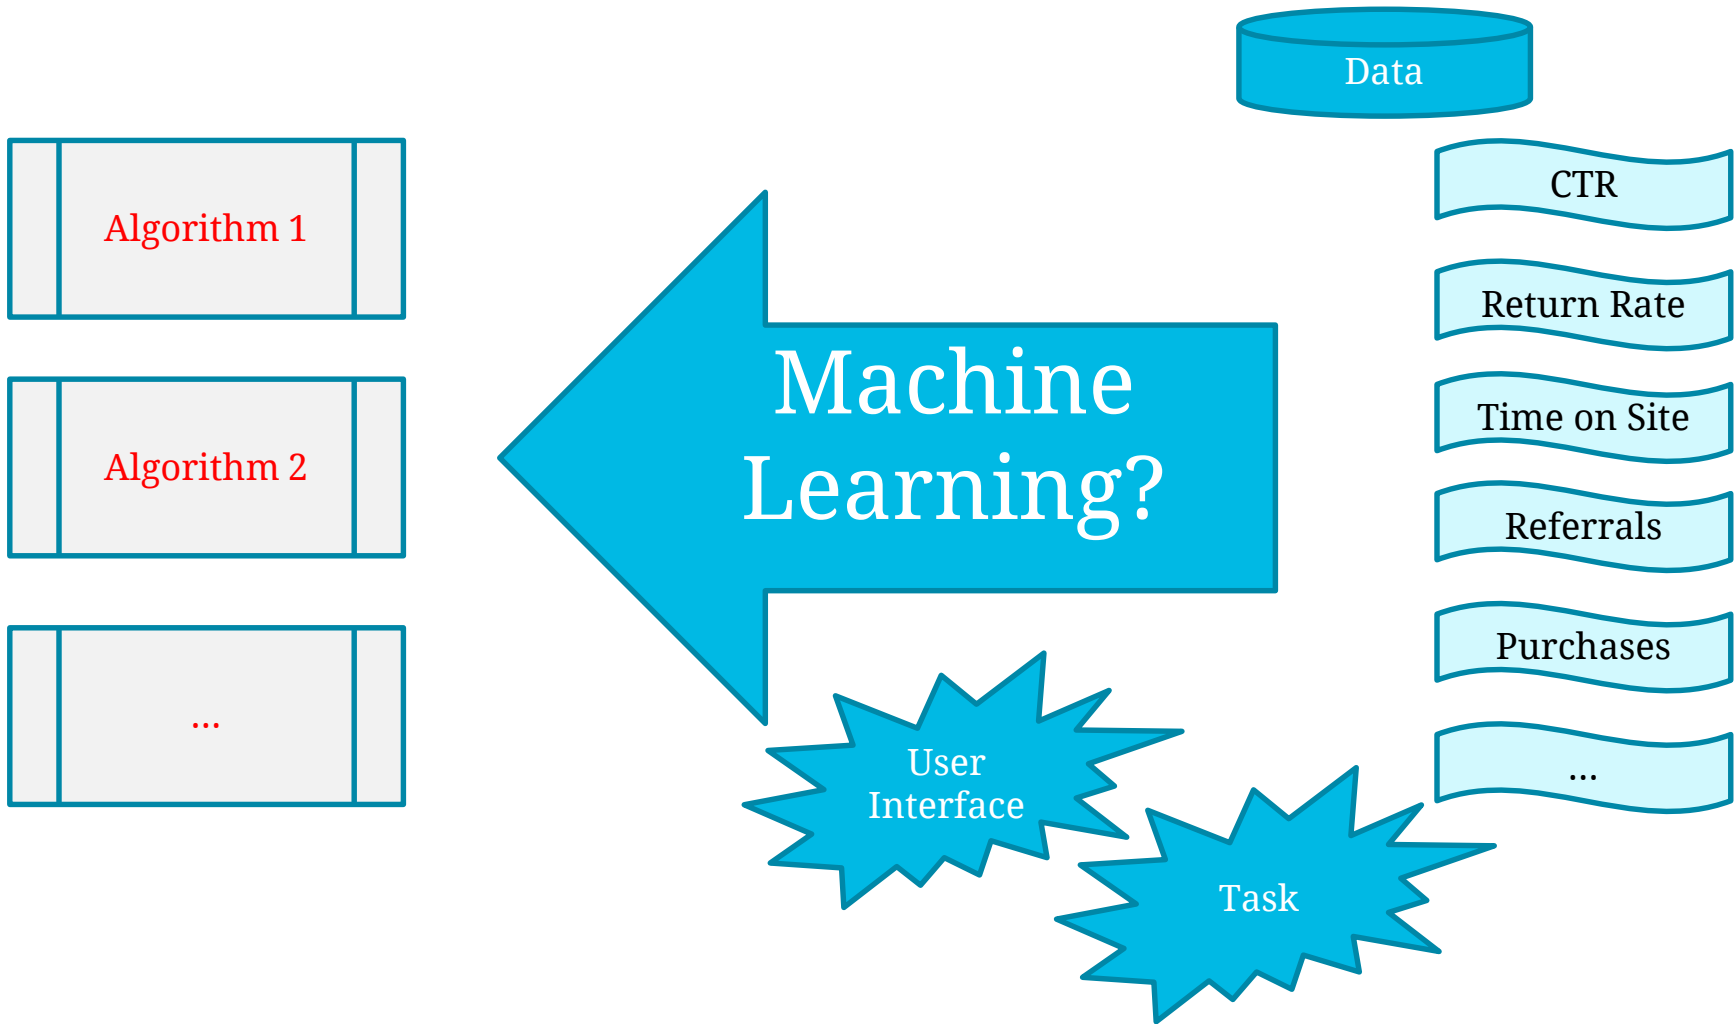 Data
Algorithm 1
Algorithm 2
...
Machine
Learning?
CTR
Return Rate
Time on Site
Referrals
Purchases
...
User
Interface
Task